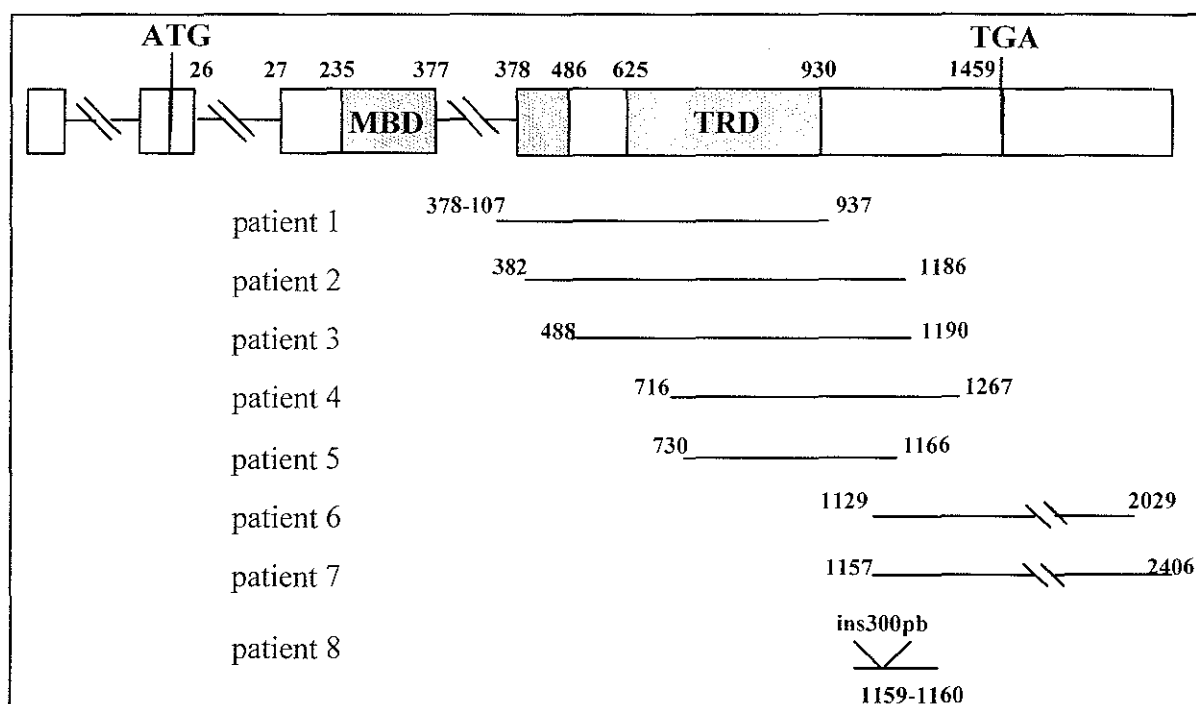 ATG TGA
26 27 235 377 378 486 625 930 1459
MBD TRD
patient 1 378-107 937
patient 2 382 1186
patient 3 488 1190
patient 4 716 1267
patient 5 730 1166
patient 6 1129 2029
patient 7 1157 2406
ins300pb
patient 8
1159-1160